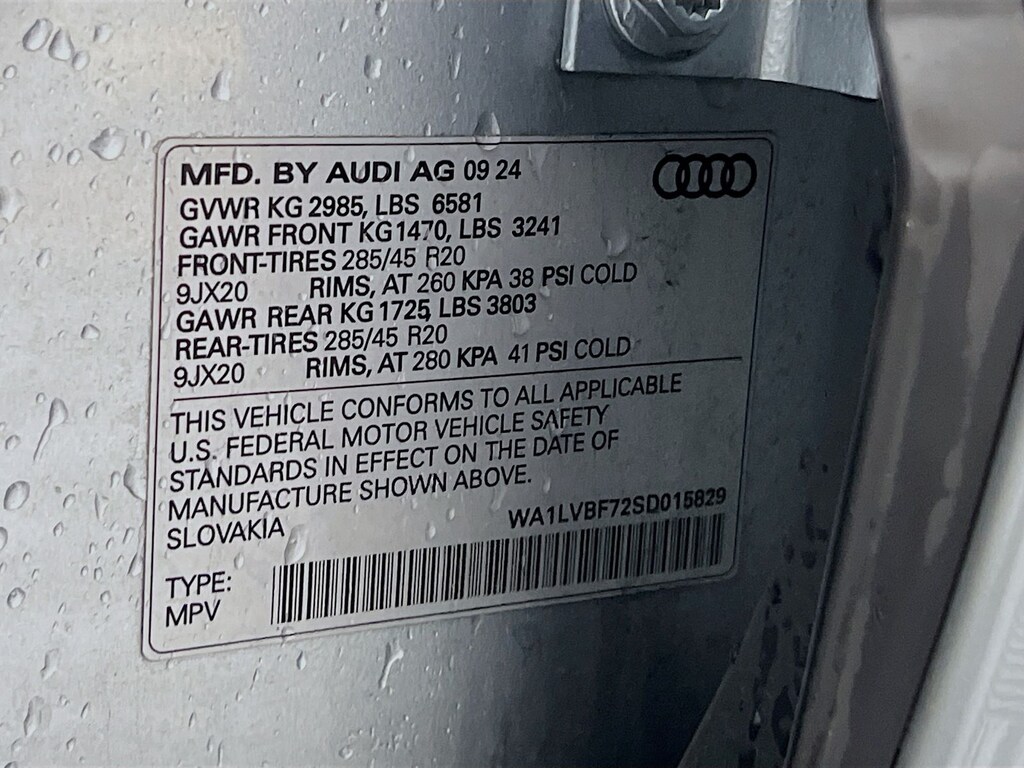 MFD. BY AUDI AG 09 24
GVWR KG 2985, LBS 6581
GAWR FRONT KG1470, LBS 3241
FRONT-TIRES 285/45 R20
9JX20 RIMS, AT 260 KPA 38 PSI COLD
GAWR REAR KG 1725, LBS 3803
REAR-TIRES 285/45 R20
9JX20 RIMS, AT 280 KPA 41 PSI COLD
THIS VEHICLE CONFORMS TO ALL APPLICABLE
U.S. FEDERAL MOTOR VEHICLE SAFETY
STANDARDS IN EFFECT ON THE DATE OF
MANUFACTURE SHOWN ABOVE.
SLOVAKIA
WA1LVBF72SD015829
TYPE:
MPV